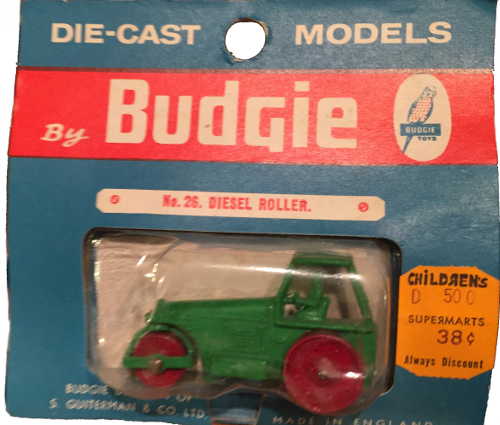 DIE-CAST MODELS
By Budgie
BUDGIE
TOYS
No. 26. DIESEL ROLLER.
CHILDREN'S
D 500
SUPERMARTS
38¢
Always Discount
BUDGIE
OF
S. GUITERMAN & CO LTD.
MADE IN ENGLAND